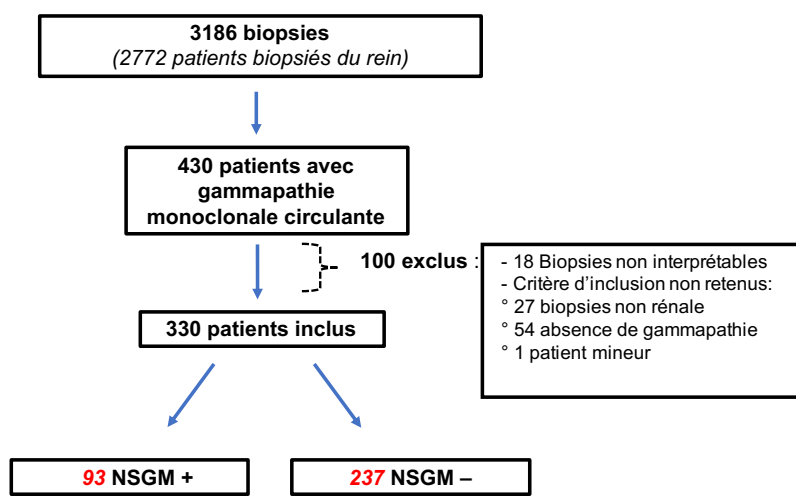 3186 biopsies
(2772 patients biopsiés du rein)
430 patients avec
gammapathie
monoclonale circulante
100 exclus :
- 18 Biopsies non interprétables
- Critère d'inclusion non retenus:
° 27 biopsies non rénale
° 54 absence de gammapathie
° 1 patient mineur
330 patients inclus
93 NSGM +
237 NSGM –